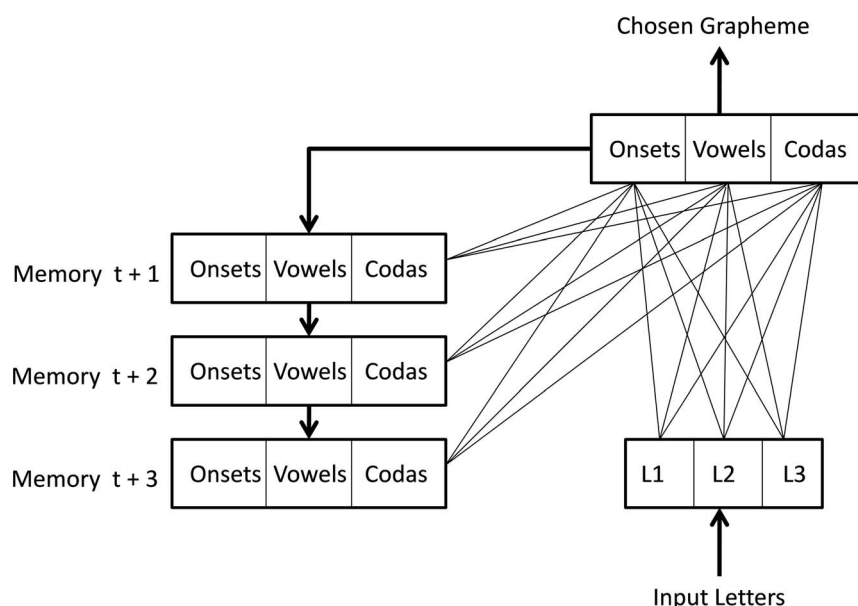 Chosen Grapheme
Onsets Vowels Codas
Memory t + 1 Onsets Vowels Codas
Memory t + 2 Onsets Vowels Codas
Memory t + 3 Onsets Vowels Codas
L1 L2 L3
Input Letters